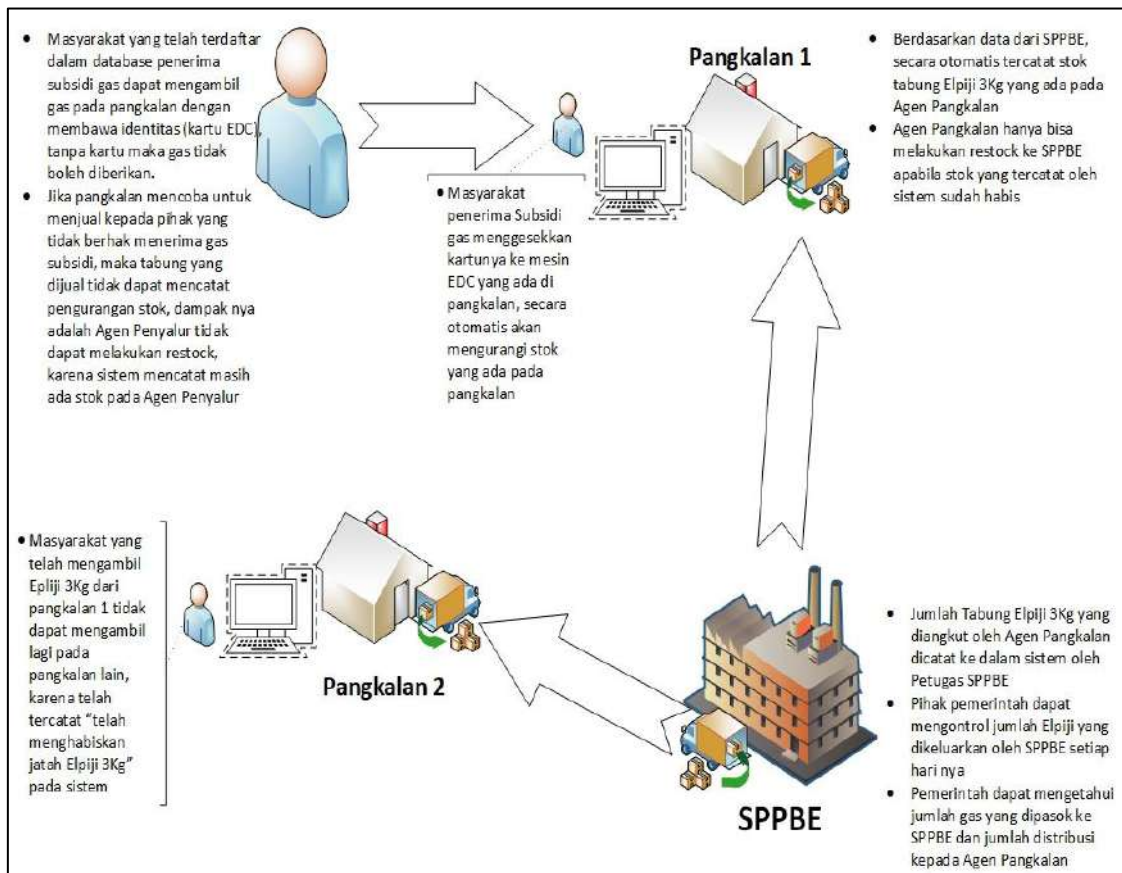 • Masyarakat yang telah terdaftar
dalam database penerima
subsidi gas dapat mengambil
gas pada pangkalan dengan
membawa identitas (kartu EDC),
tanpa kartu maka gas tidak
boleh diberikan.
• Jika pangkalan mencoba untuk
menjual kepada pihak yang
tidak berhak menerima gas
subsidi, maka tabung yang
dijual tidak dapat mencatat
pengurangan stok, dampak nya
adalah Agen Penyalur tidak
dapat melakukan restock,
karena sistem mencatat masih
ada stok pada Agen Penyalur
Pangkalan 1
• Masyarakat
penerima Subsidi
gas menggesekkan
kartunya ke mesin
EDC yang ada di
pangkalan, secara
otomatis akan
mengurangi stok
yang ada pada
pangkalan
• Berdasarkan data dari SPPBE,
secara otomatis tercatat stok
tabung Elpiji 3Kg yang ada pada
Agen Pangkalan
• Agen Pangkalan hanya bisa
melakukan restock ke SPPBE
apabila stok yang tercatat oleh
sistem sudah habis
• Masyarakat yang
telah mengambil
Epliji 3Kg dari
pangkalan 1 tidak
dapat mengambil
lagi pada
pangkalan lain,
karena telah
tercatat “telah
menghabiskan
jatah Elpiji 3Kg”
pada sistem
Pangkalan 2
SPPBE
• Jumlah Tabung Elpiji 3Kg yang
diangkut oleh Agen Pangkalan
dicatat ke dalam sistem oleh
Petugas SPPBE
• Pihak pemerintah dapat
mengontrol jumlah Elpiji yang
dikeluarkan oleh SPPBE setiap
hari nya
• Pemerintah dapat mengetahui
jumlah gas yang dipasok ke
SPPBE dan jumlah distribusi
kepada Agen Pangkalan